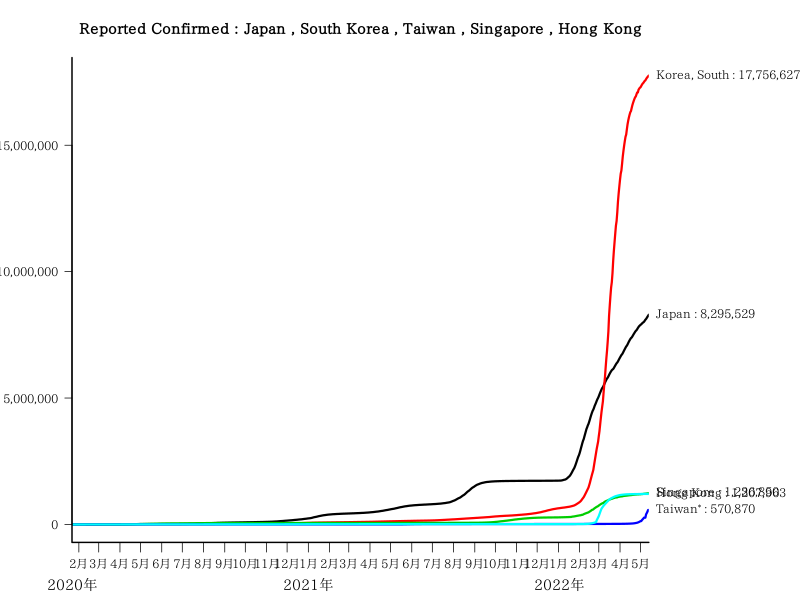 Reported Confirmed : Japan , South Korea , Taiwan , Singapore , Hong Kong
Korea, South : 17,756,627
15,000,000
10,000,000
Japan : 8,295,529
5,000,000
Taiwan* : 570,870
0
2月 3月 4月 5月 6月 7月 8月 9月 10月 11月 12月 1月 2月 3月 4月 5月 6月 7月 8月 9月 10月 11月 12月 1月 2月 3月 4月 5月
2020年 2021年 2022年